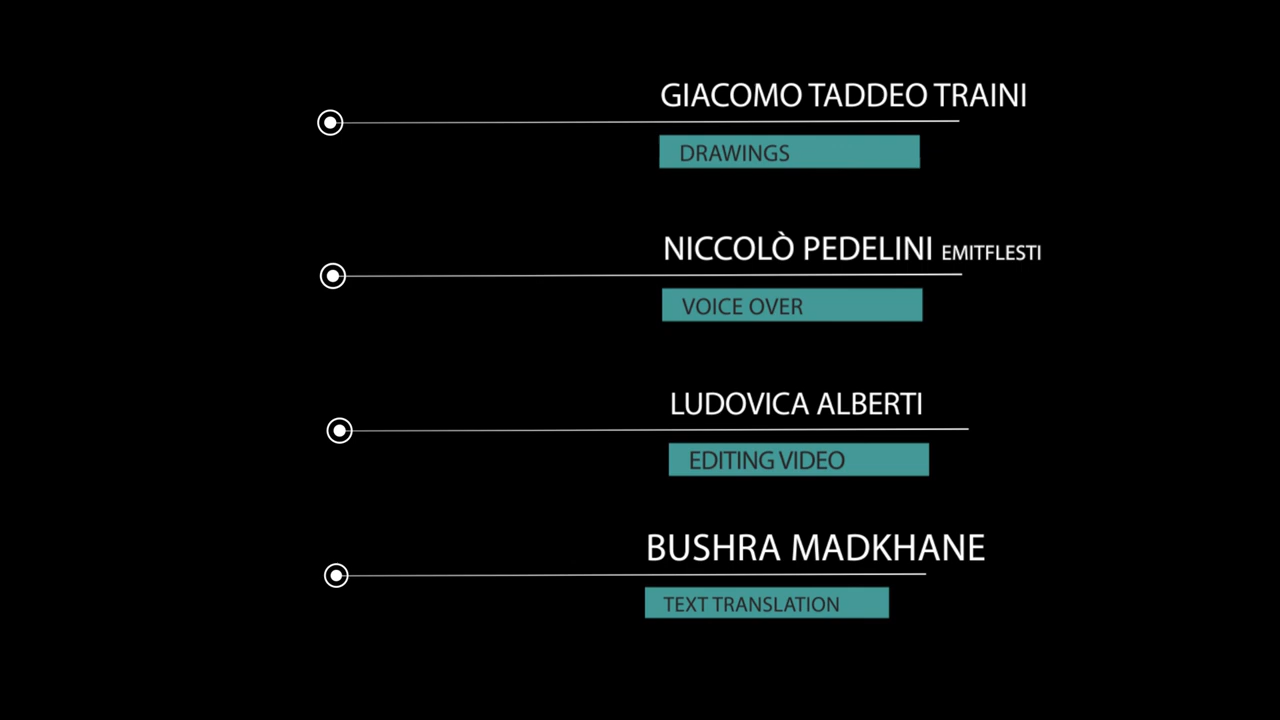 GIACOMO TADDEO TRAINI
DRAWINGS
NICCOLÒ PEDELINI EMITFLESTI
VOICE OVER
LUDOVICA ALBERTI
EDITING VIDEO
BUSHRA MADKHANE
TEXT TRANSLATION